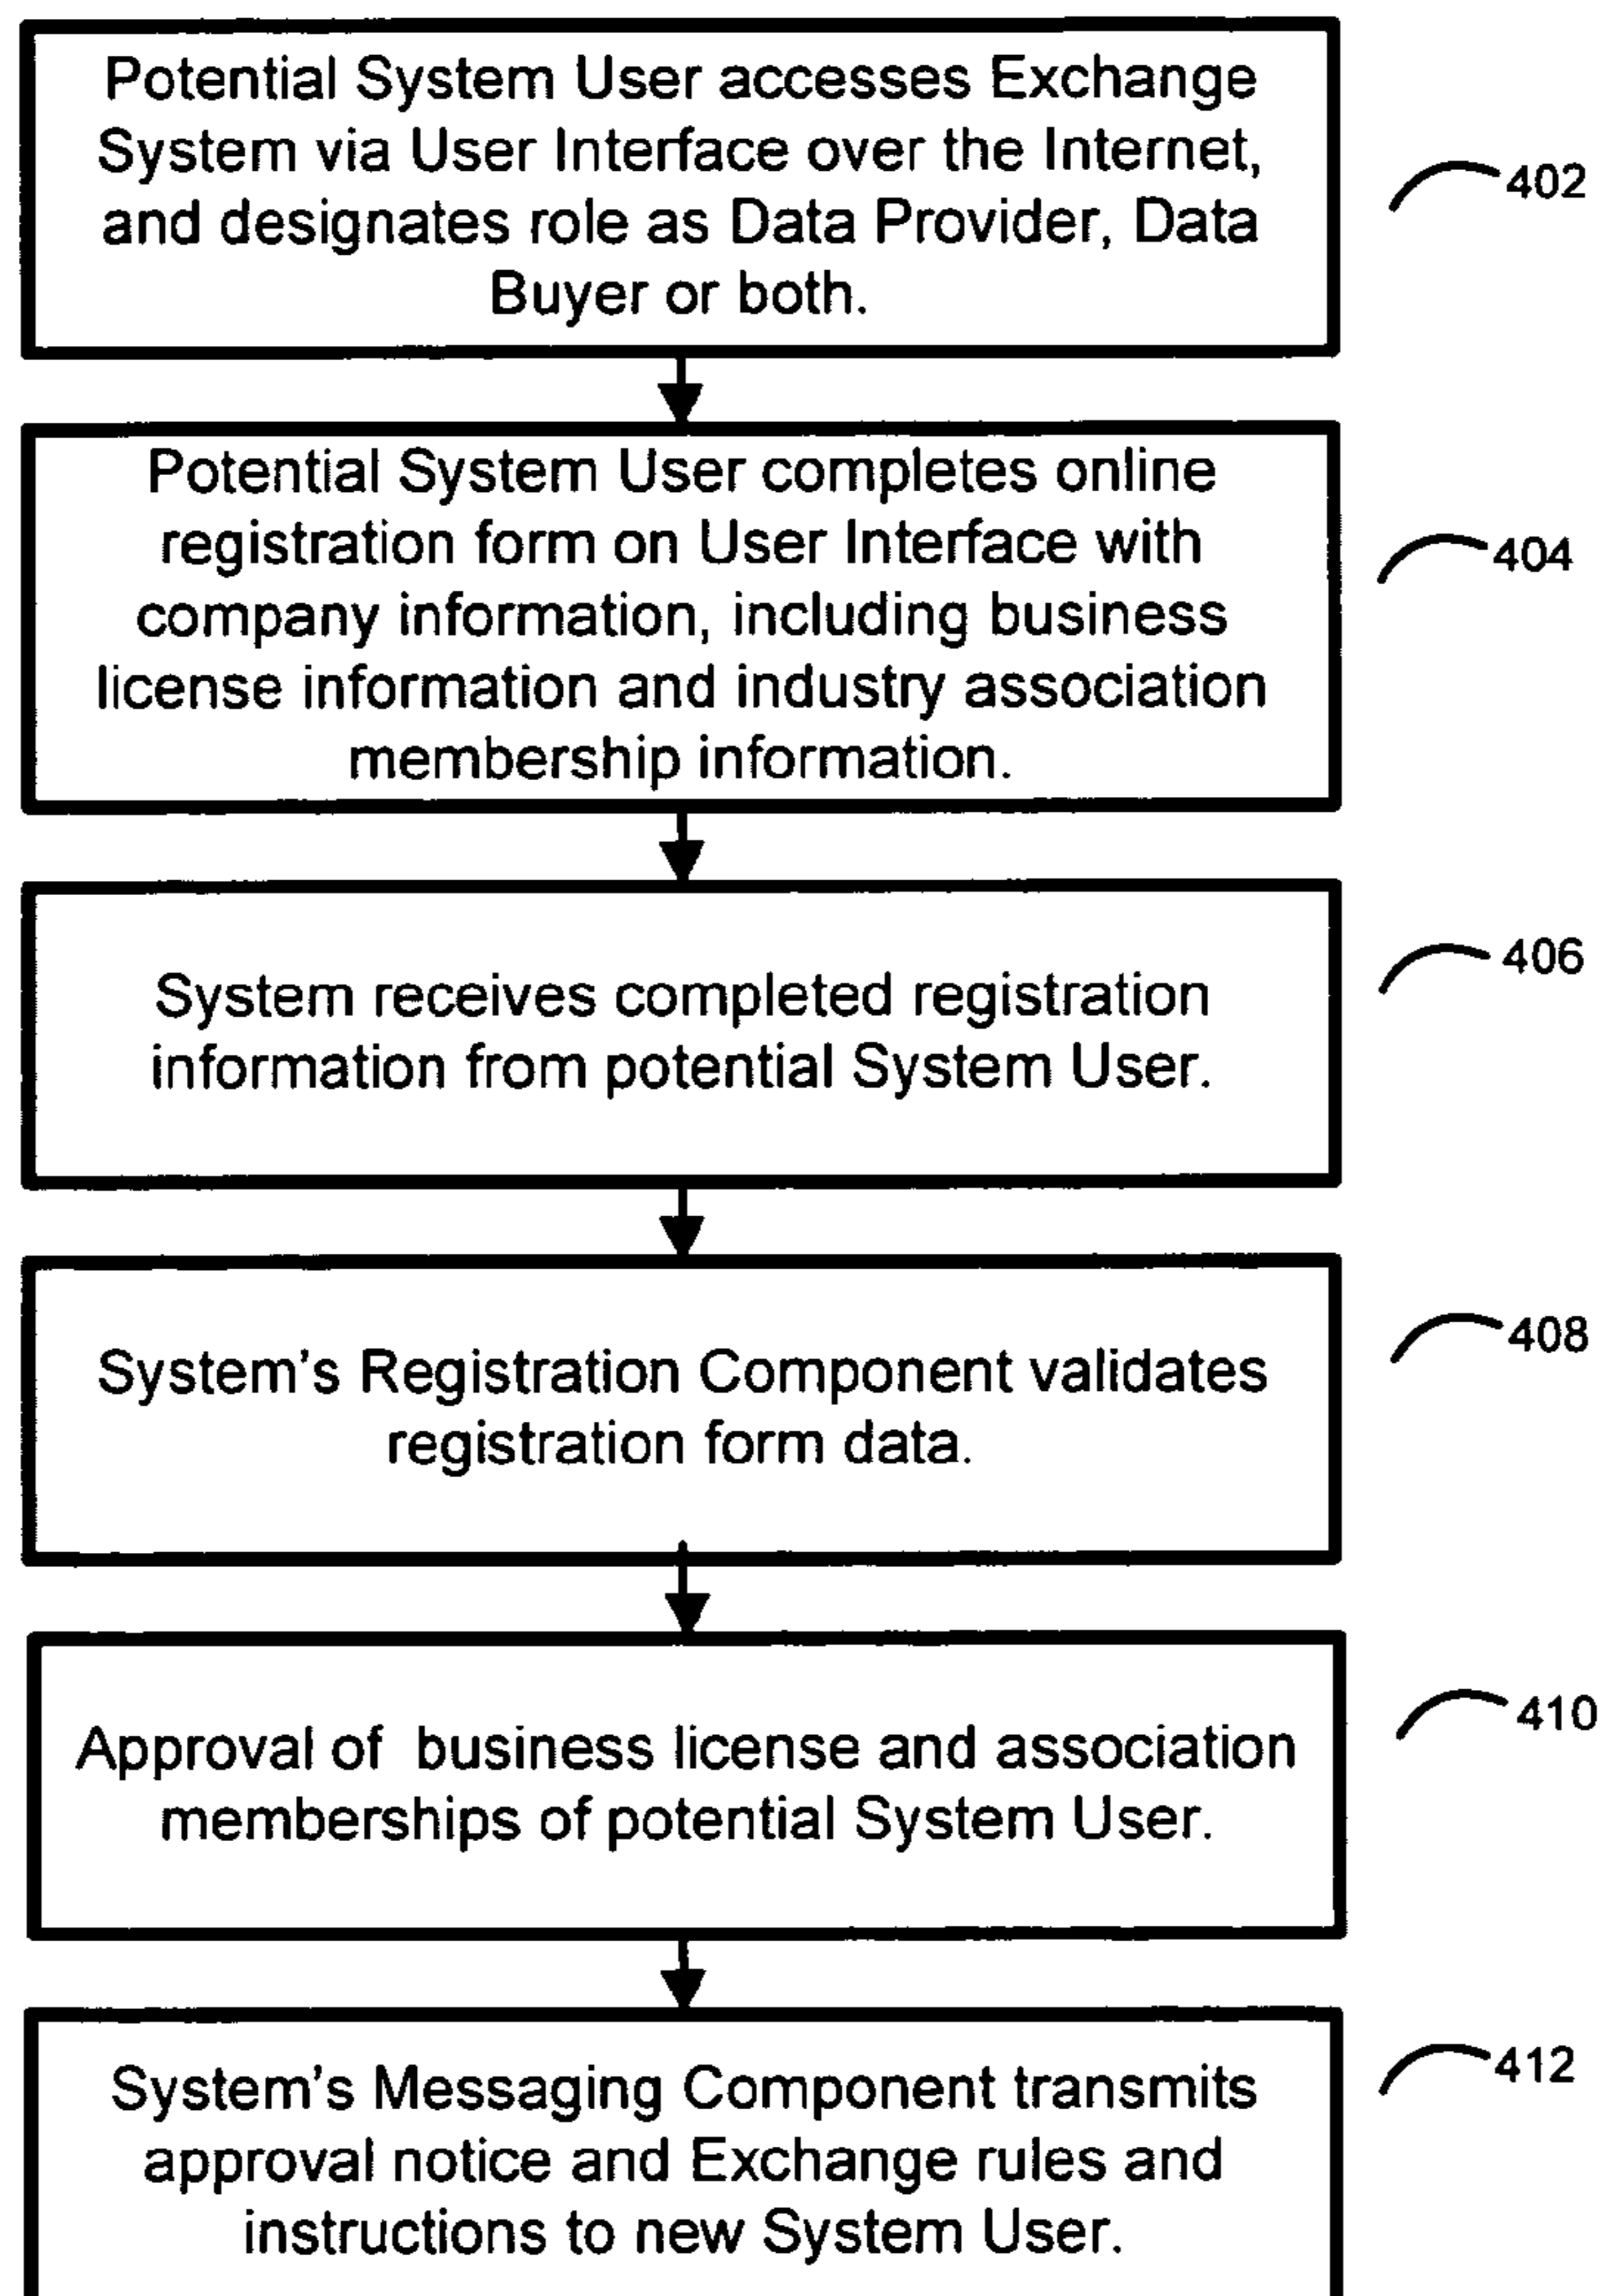 Potential System User accesses Exchange
System via User Interface over the Internet,
and designates role as Data Provider, Data
Buyer or both.
402
Potential System User completes online
registration form on User Interface with
company information, including business
license information and industry association
membership information.
404
System receives completed registration
information from potential System User.
406
System's Registration Component validates
registration form data.
408
Approval of business license and association
memberships of potential System User.
410
System's Messaging Component transmits
approval notice and Exchange rules and
instructions to new System User.
412